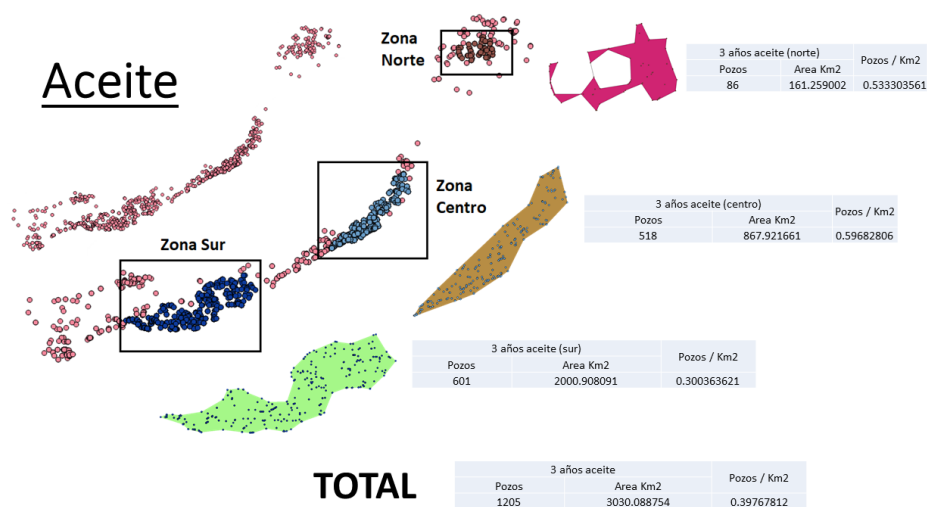 Aceite
Zona
Norte
3 años aceite (norte) Pozos / Km2
Pozos Area Km2
86 161.259002 0.533303561
Zona
Centro
3 años aceite (centro) Pozos / Km2
Pozos Area Km2
518 867.921661 0.59682806
Zona Sur
3 años aceite (sur) Pozos / Km2
Pozos Area Km2
601 2000.908091 0.300363621
TOTAL
3 años aceite Pozos / Km2
Pozos Area Km2
1205 3030.088754 0.39767812